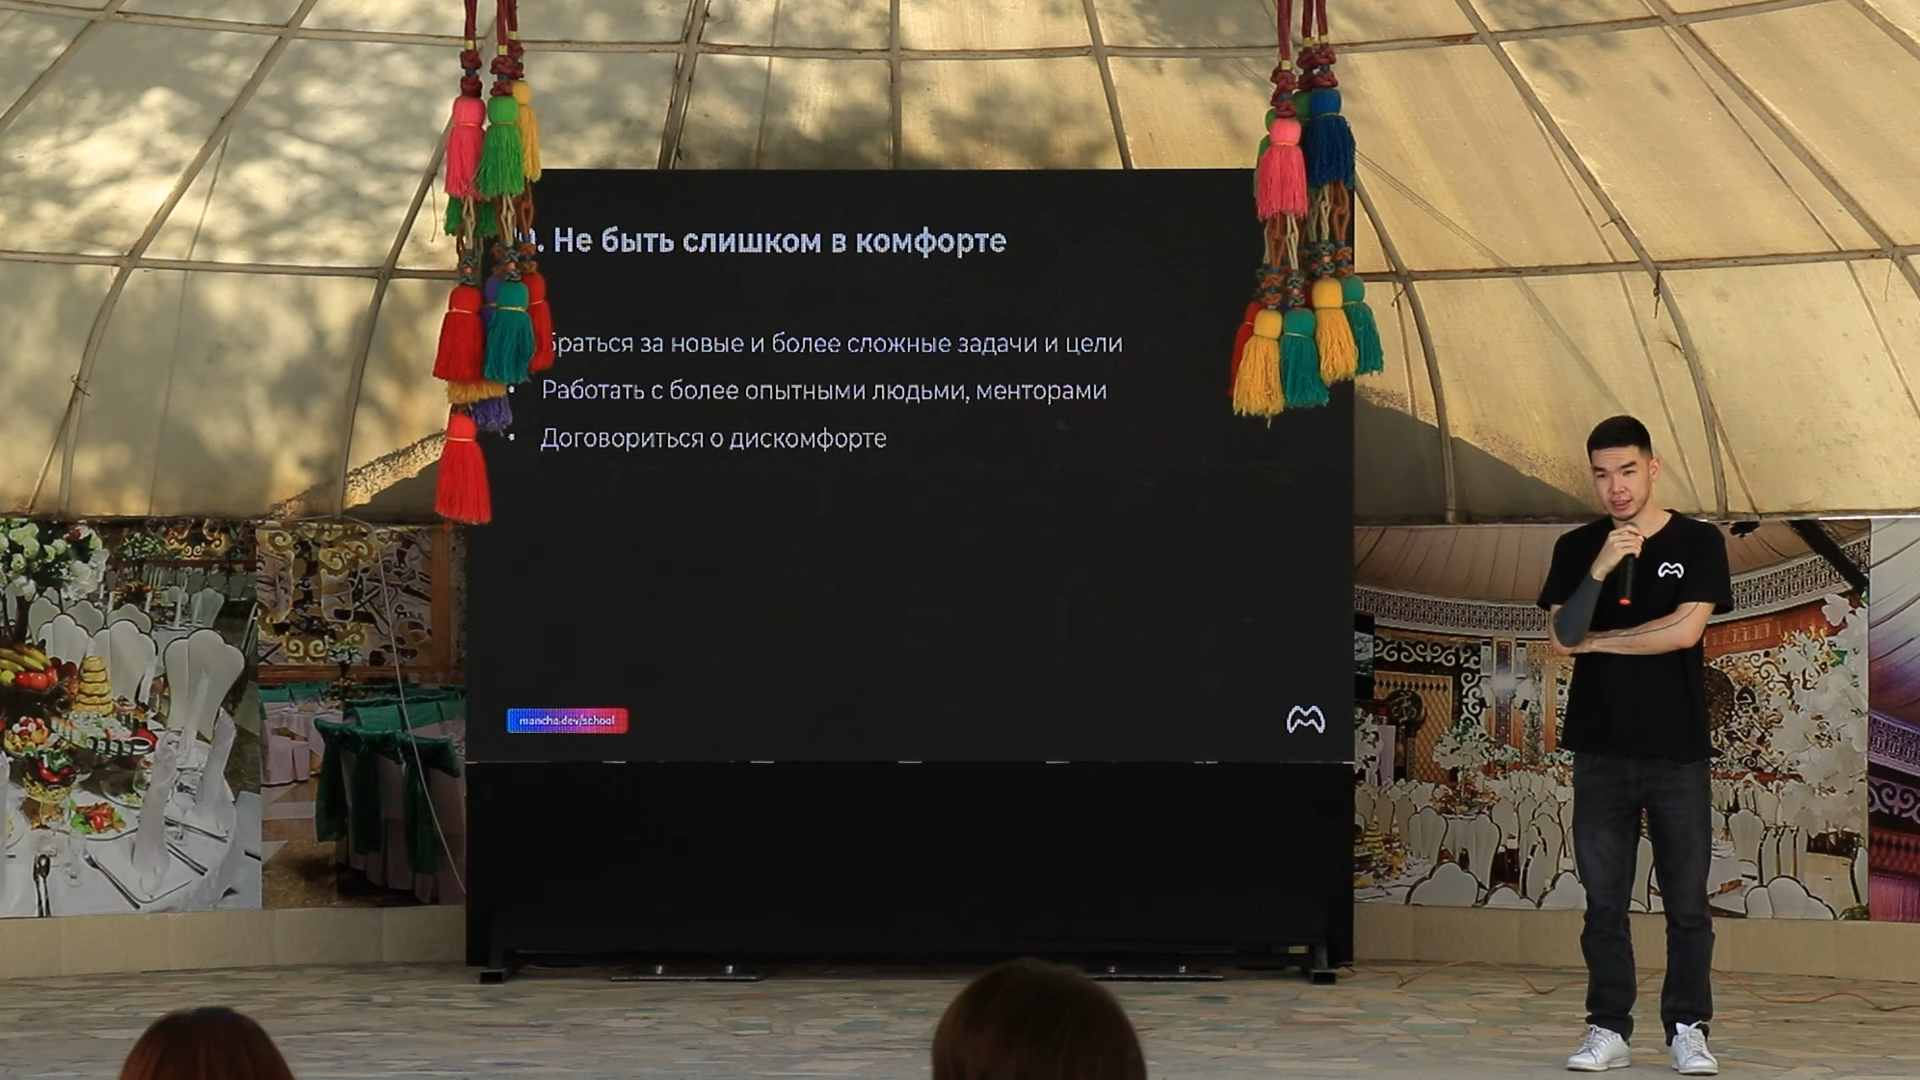 Не быть слишком в комфорте
браться за новые и более сложные задачи и цели
• Работать с более опытными людьми, менторами
• Договориться о дискомфорте
mancho.dev/school